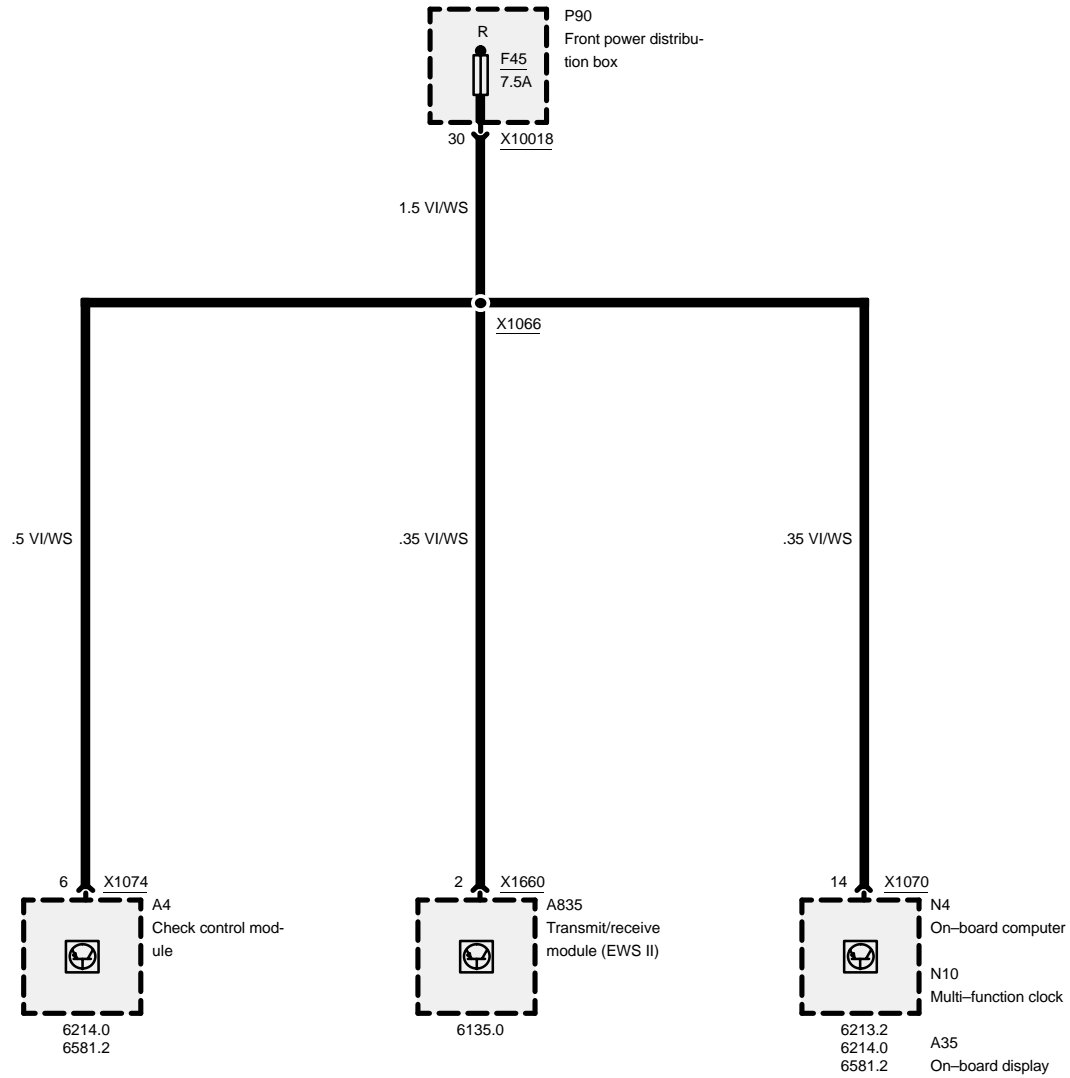 P90
Front power distribu-
tion box
R
F45
7.5A
30 X10018
1.5 VI/WS
X1066
.5 VI/WS
.35 VI/WS
.35 VI/WS
6 X1074
A4
Check control mod-
ule
6214.0
6581.2
2 X1660
A835
Transmit/receive
module (EWS II)
6135.0
14 X1070
N4
On–board computer
N10
Multi–function clock
6213.2
6214.0
6581.2
A35
On–board display